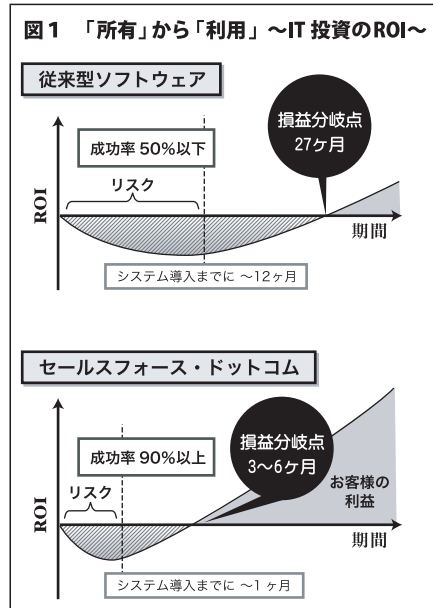 図1 「所有」から「利用」 ～IT 投資のROI～
従来型ソフトウェア
損益分岐点
27ヶ月
成功率 50%以下
リスク
ROI
期間
システム導入までに ～12ヶ月
セールスフォース・ドットコム
損益分岐点
3～6ヶ月
成功率 90%以上
お客様の
利益
リスク
ROI
期間
システム導入までに ～1ヶ月